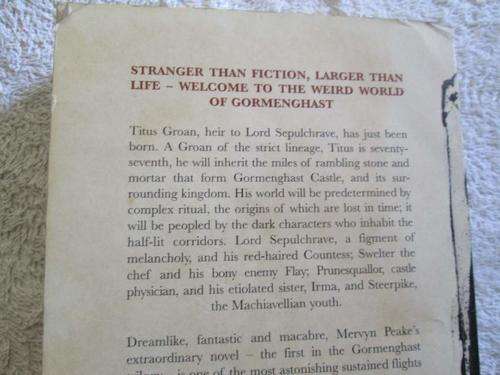 STRANGER THAN FICTION, LARGER THAN
LIFE – WELCOME TO THE WEIRD WORLD
OF GORMENGHAST
Titus Groan, heir to Lord Sepulchrave, has just been
born. A Groan of the strict lineage, Titus is seventy-
seventh, he will inherit the miles of rambling stone and
mortar that form Gormenghast Castle, and its sur-
rounding kingdom. His world will be predetermined by
complex ritual, the origins of which are lost in time; it
will be peopled by the dark characters who inhabit the
half-lit corridors. Lord Sepulchrave, a figment of
melancholy, and his red-haired Countess; Swelter the
chef and his bony enemy Flay; Prunesquallor, castle
physician, and his etiolated sister, Irma, and Steerpike,
the Machiavellian youth.
Dreamlike, fantastic and macabre, Mervyn Peake's
extraordinary novel – the first in the Gormenghast
trilogy – is one of the most astonishing sustained flights